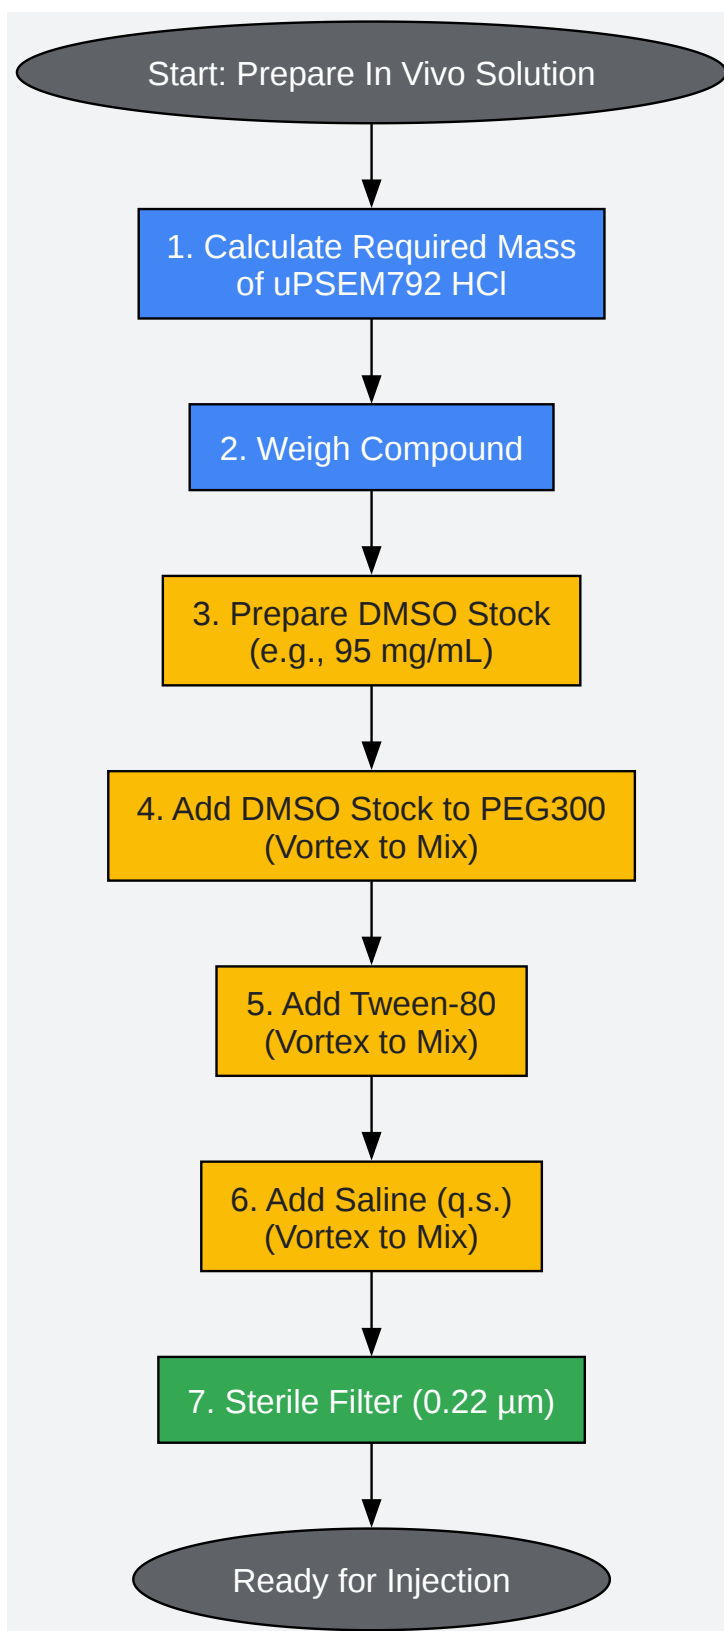 Start: Prepare In Vivo Solution
1. Calculate Required Mass
of uPSEM792 HCl
2. Weigh Compound
3. Prepare DMSO Stock
(e.g., 95 mg/mL)
4. Add DMSO Stock to PEG300
(Vortex to Mix)
5. Add Tween-80
(Vortex to Mix)
6. Add Saline (q.s.)
(Vortex to Mix)
7. Sterile Filter (0.22 µm)
Ready for Injection